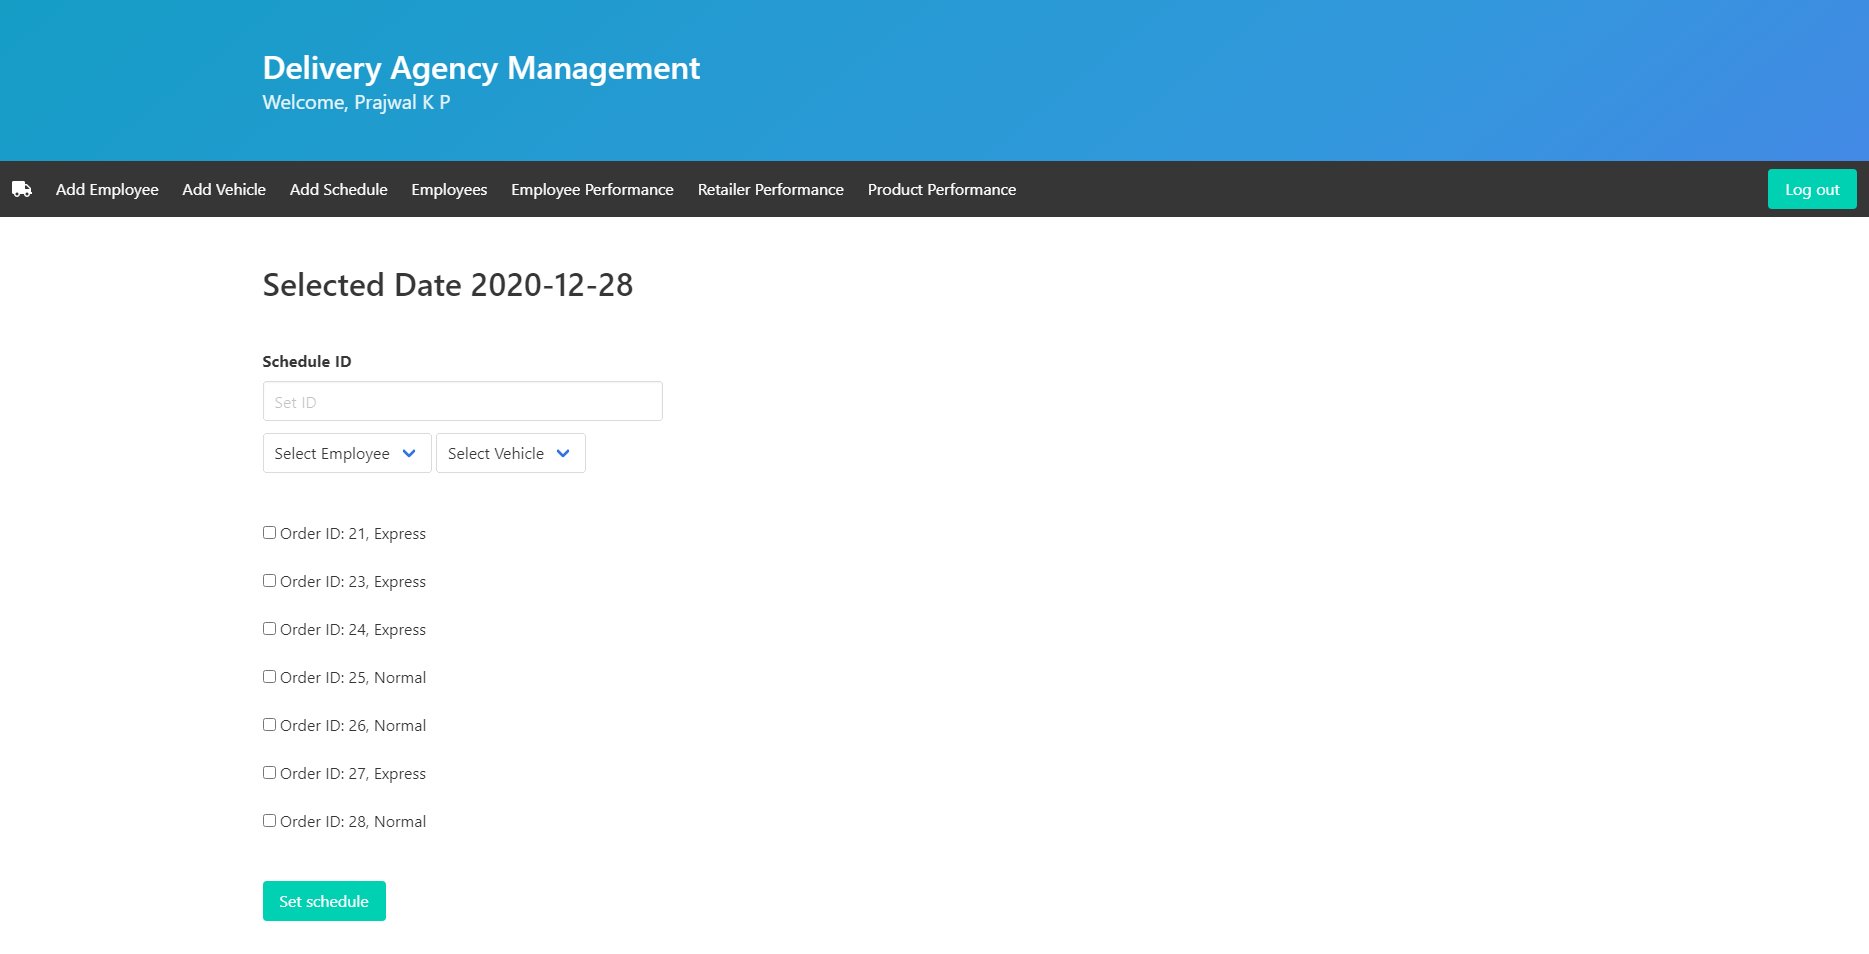 Delivery Agency Management
Welcome, Prajwal K P
Add Employee Add Vehicle Add Schedule Employees Employee Performance Retailer Performance Product Performance Log out
Selected Date 2020-12-28
Schedule ID
Set ID
Select Employee Select Vehicle
Order ID: 21, Express
Order ID: 23, Express
Order ID: 24, Express
Order ID: 25, Normal
Order ID: 26, Normal
Order ID: 27, Express
Order ID: 28, Normal
Set schedule